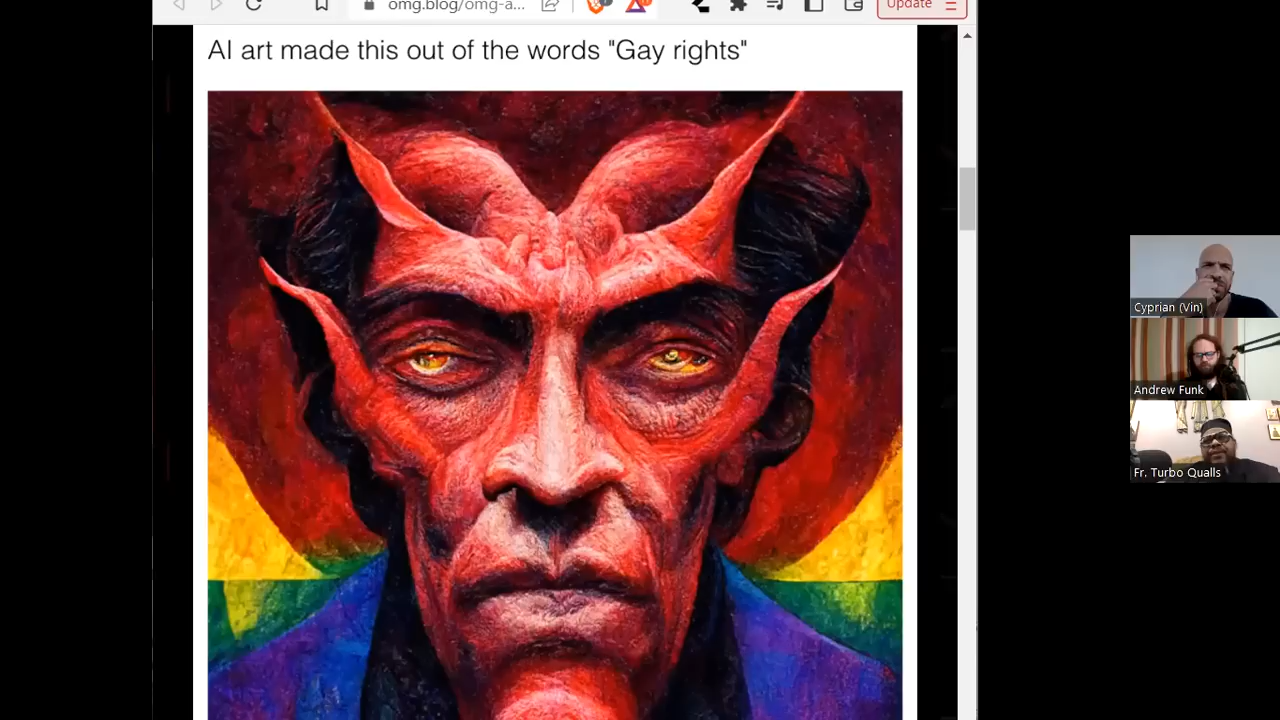 omg.blog/omg-a...
Update
AI art made this out of the words "Gay rights"
Cyprian (Vin)
Andrew Funk
Fr. Turbo Qualls